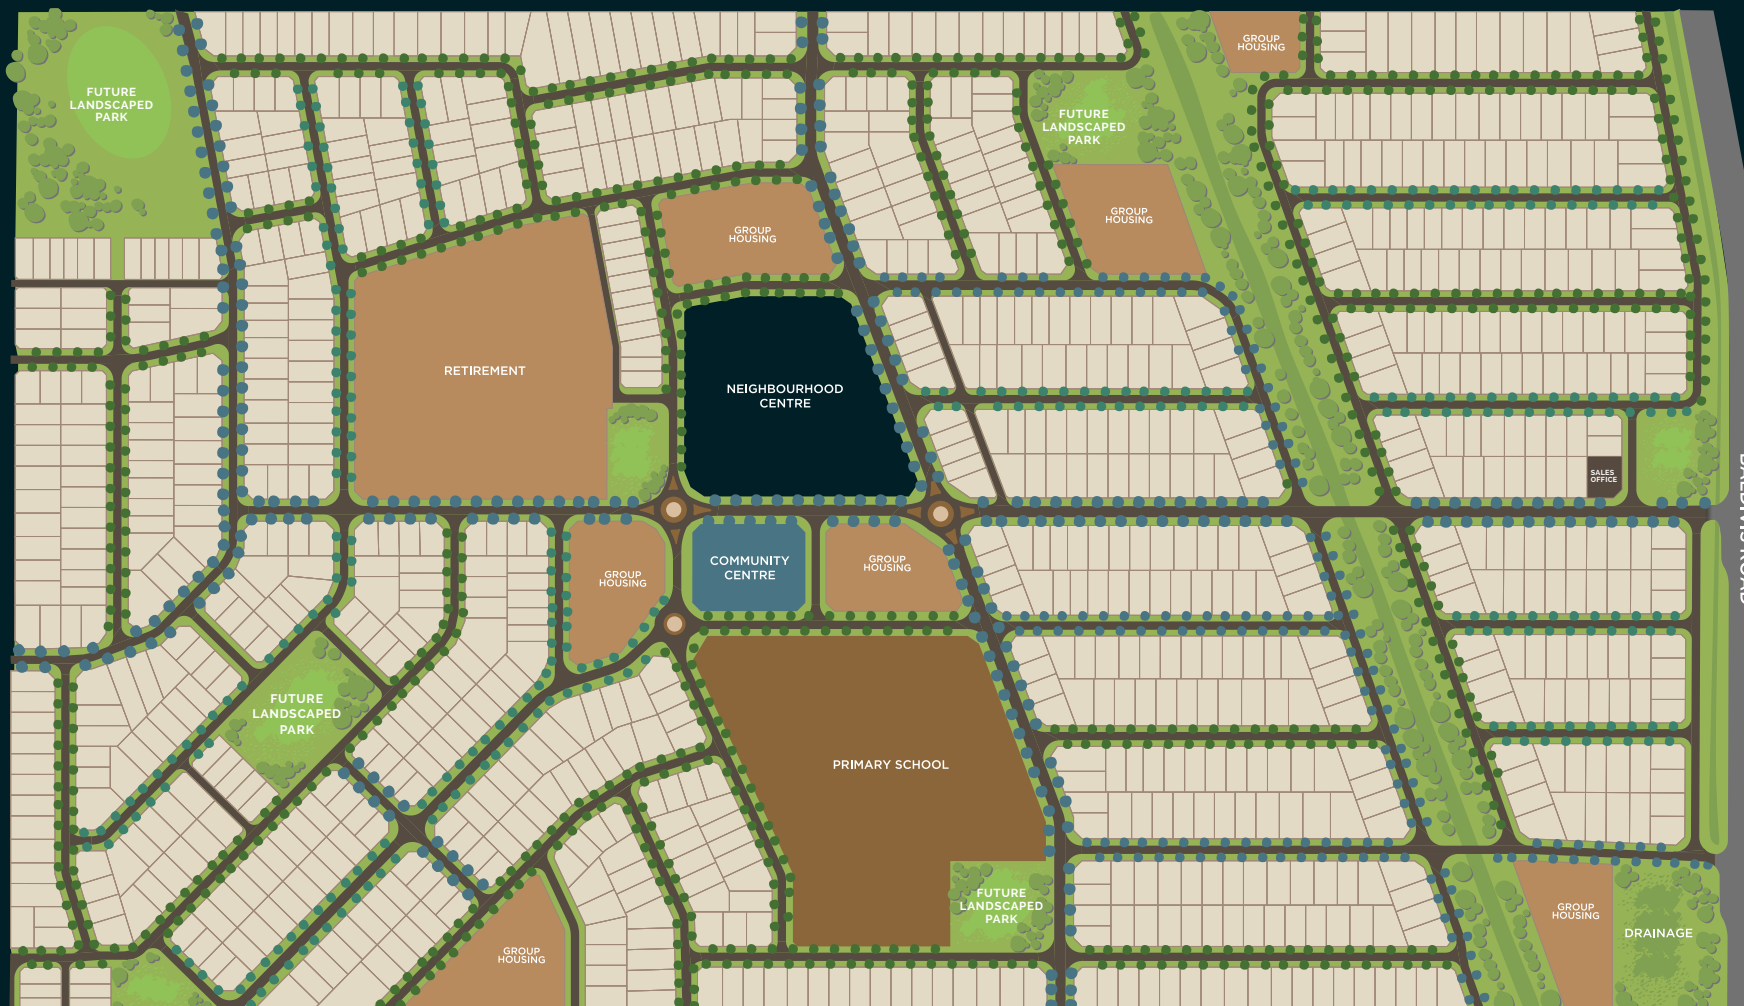 GROUP
HOUSING
FUTURE
LANDSCAPED
PARK
FUTURE
LANDSCAPED
PARK
GROUP
HOUSING
GROUP
HOUSING
RETIREMENT
NEIGHBOURHOOD
CENTRE
SALES
OFFICE
COMMUNITY
CENTRE
GROUP
HOUSING
GROUP
HOUSING
FUTURE
LANDSCAPED
PARK
PRIMARY SCHOOL
FUTURE
LANDSCAPED
PARK
GROUP
HOUSING
DRAINAGE
GROUP
HOUSING